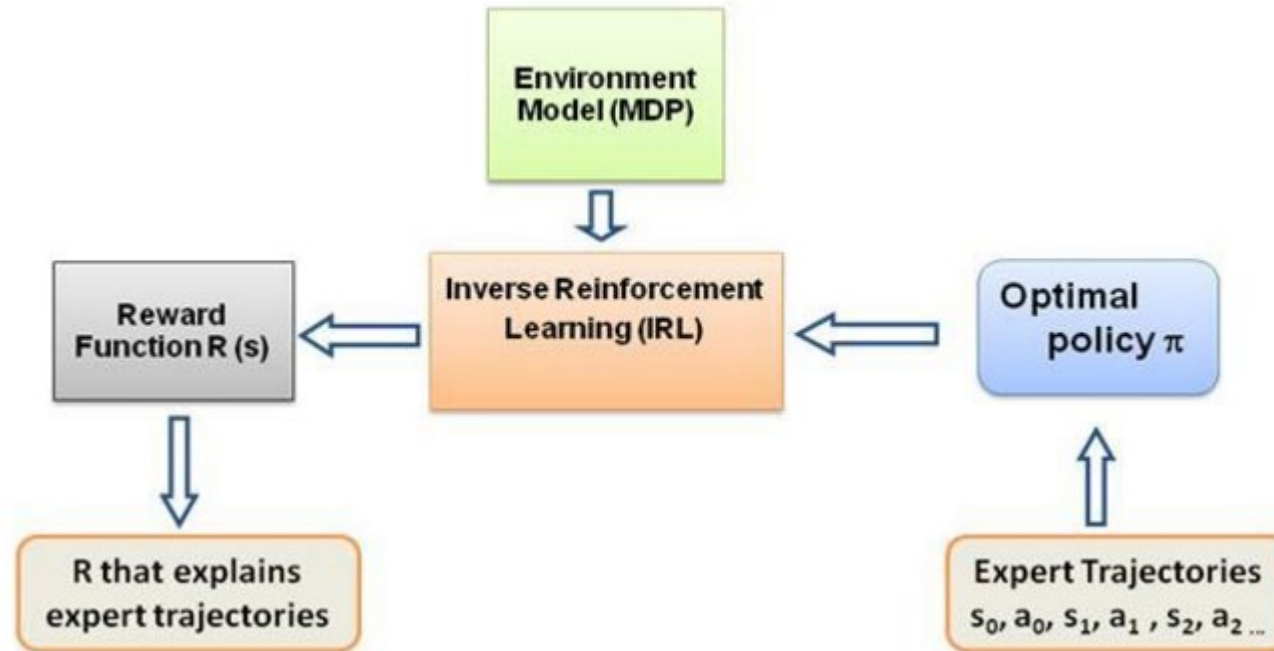 Environment
Model (MDP)
Inverse Reinforcement
Learning (IRL)
Reward
Function R (s)
Optimal
policy π
R that explains
expert trajectories
Expert Trajectories
s₀, a₀, s₁, a₁ , s₂, a₂ ...